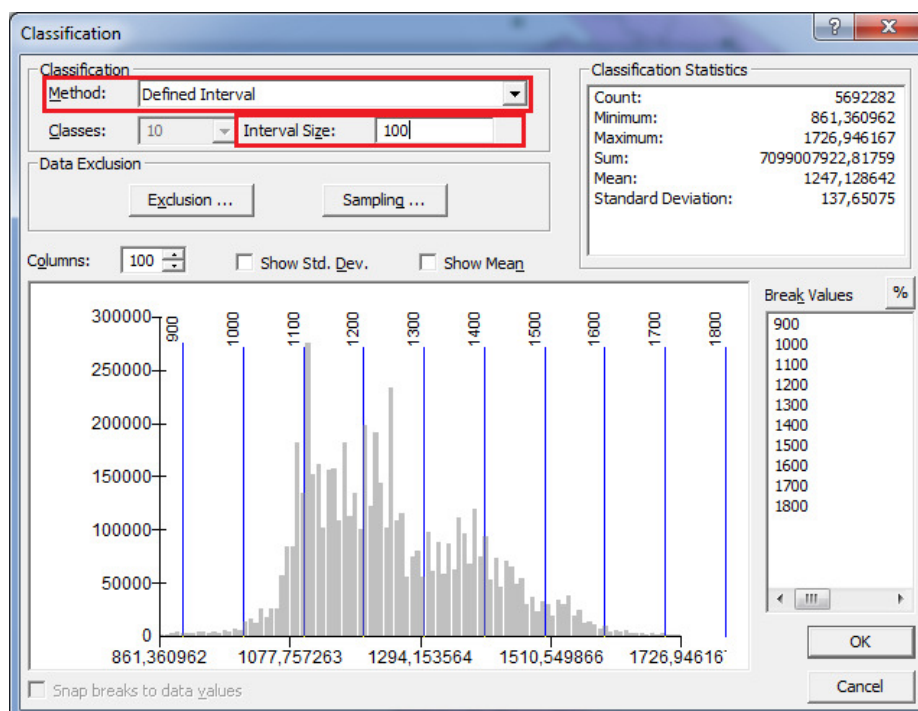 Classification
Classification
Method: Defined Interval
Classes: 10 Interval Size: 100
Data Exclusion
Exclusion ... Sampling ...
Classification Statistics
Count: 5692282
Minimum: 861,360962
Maximum: 1726,946167
Sum: 7099007922,81759
Mean: 1247,128642
Standard Deviation: 137,65075
Columns: 100 Show Std. Dev. Show Mean
Break Values %
900
1000
1100
1200
1300
1400
1500
1600
1700
1800
900 1000 1100 1200 1300 1400 1500 1600 1700 1800
300000
250000
200000
150000
100000
50000
0
861,360962 1077,757263 1294,153564 1510,549866 1726,94616
Snap breaks to data values
OK
Cancel